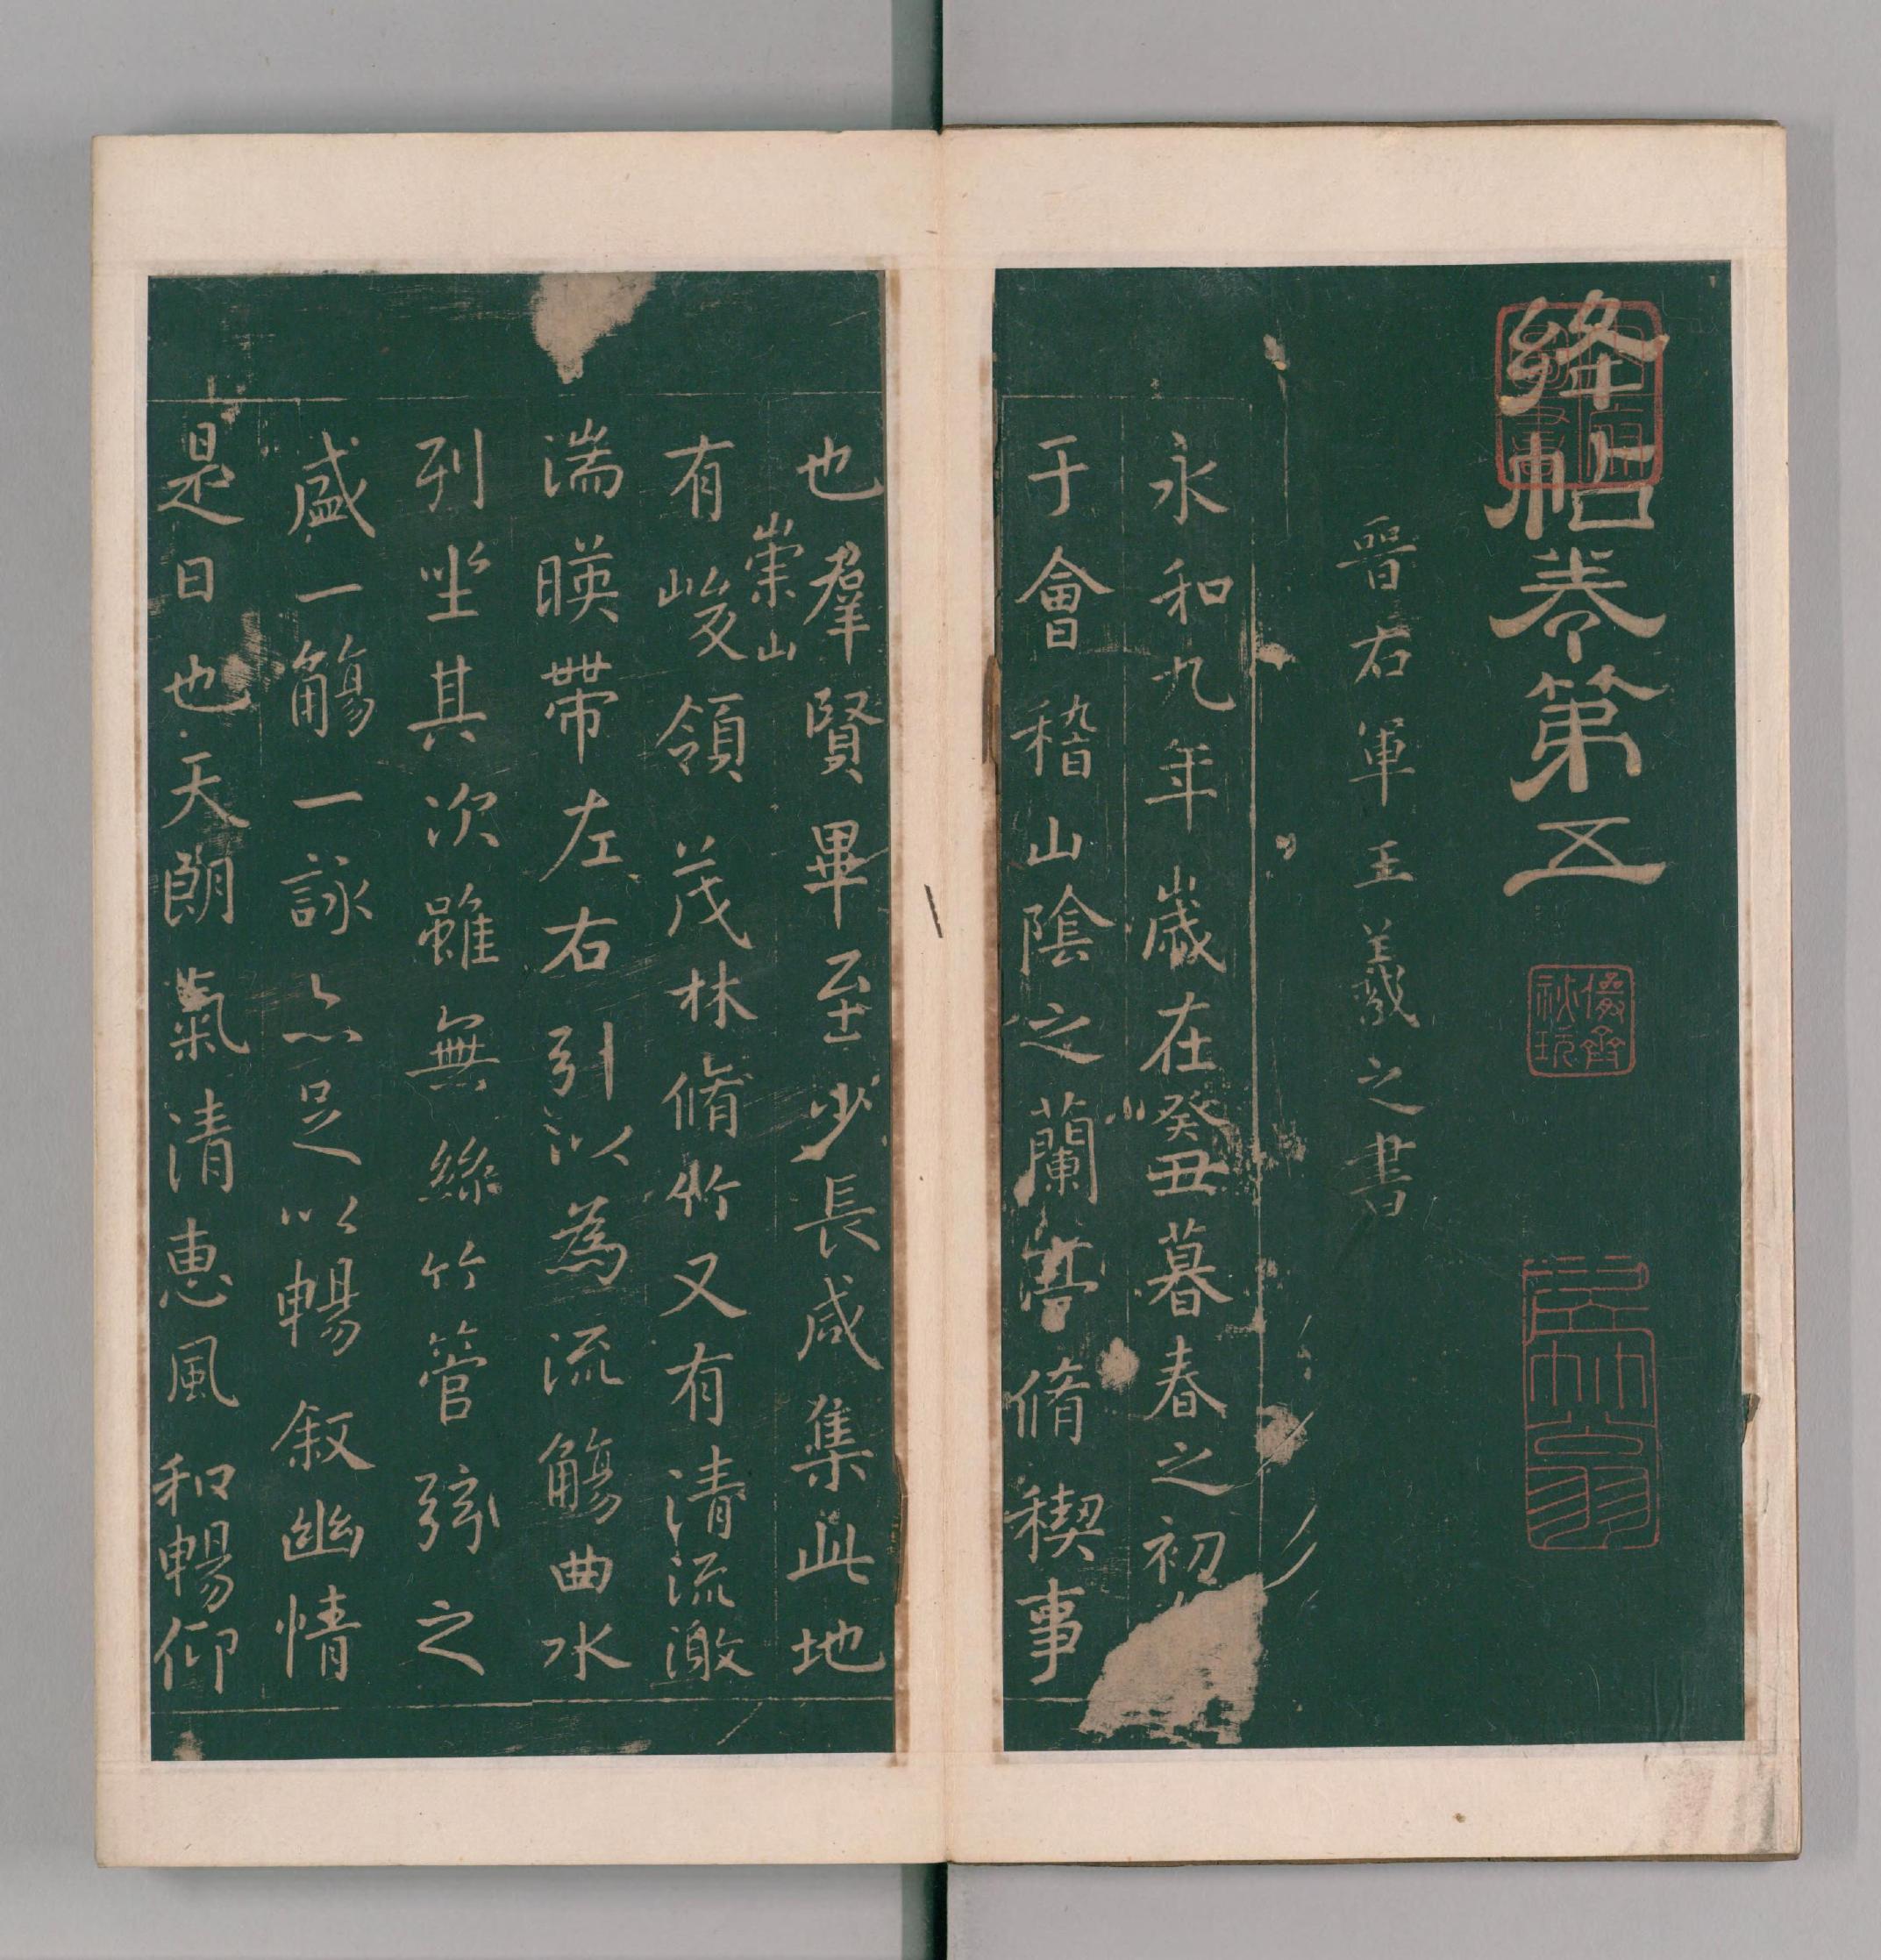 絳帖卷第五
晉右軍王羲之書
永和九年歲在癸丑暮春之初
于會稽山陰之蘭亭脩稧事
也羣賢畢至少長咸集此地
崇山
有峻領茂林脩竹又有清流激
湍暎帶左右引以為流觴曲水
列坐其次雖無絲竹管弦之
盛一觴一詠亦足以暢叙幽情
是日也天朗氣清惠風和暢仰